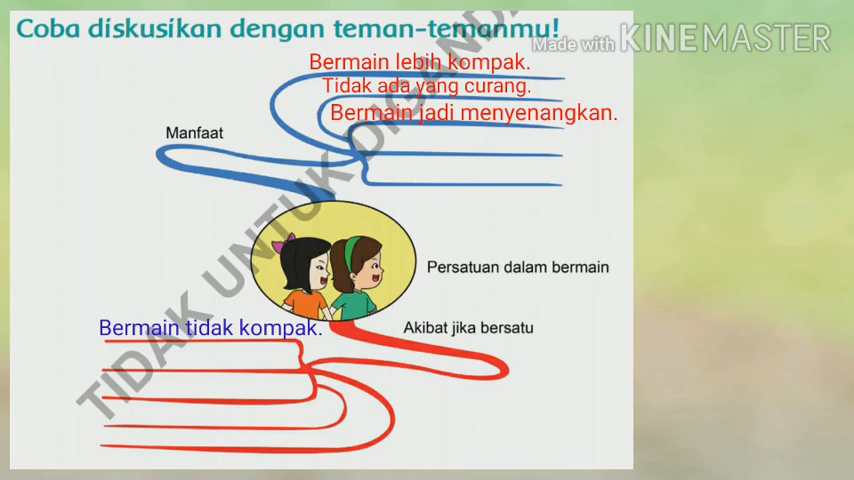 Coba diskusikan dengan teman-temanmu!
Made with KINEMASTER
Bermain lebih kompak.
Tidak ada yang curang.
Bermain jadi menyenangkan.
Manfaat
Persatuan dalam bermain
Bermain tidak kompak.
Akibat jika bersatu
TIDAK UNTUK DIGANDA